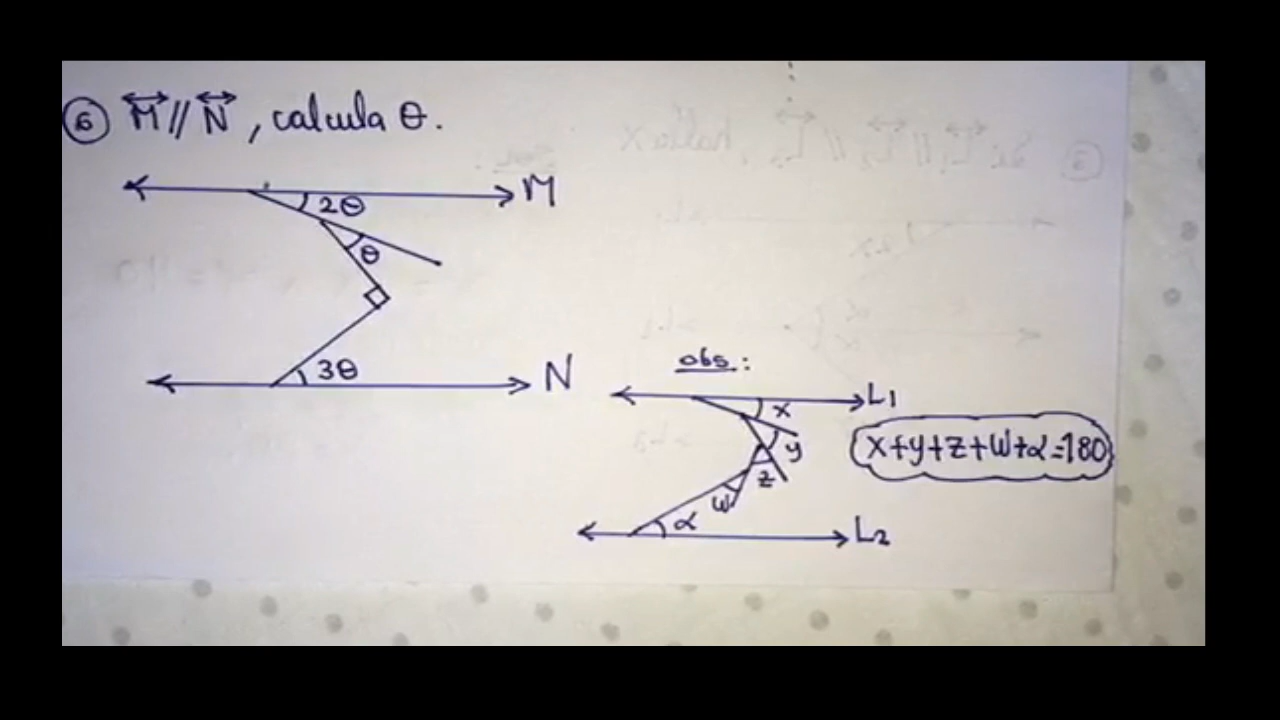 6 M // N , calcula θ.
M
2θ
θ
3θ
N
obs :
L1
x
x+y+z+w+α=180
y
z
w
α
L2